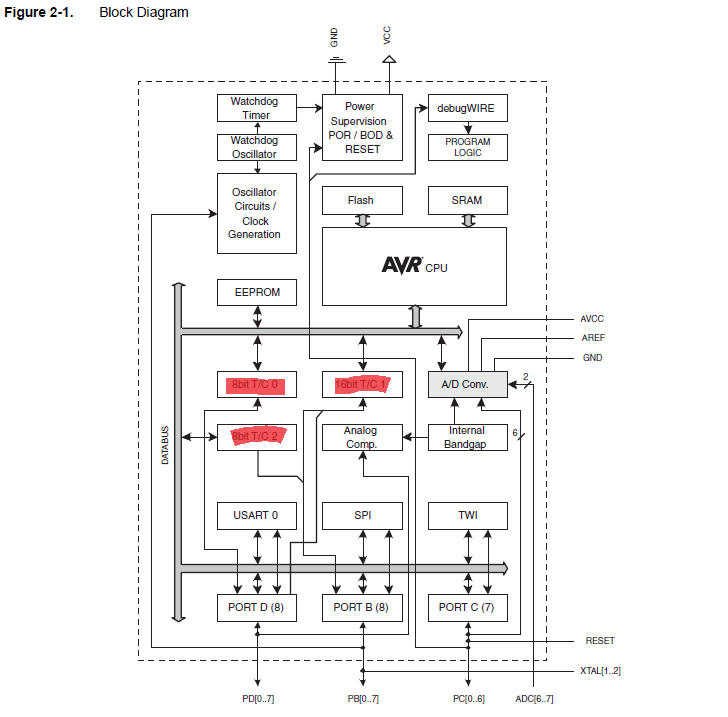 Figure 2-1. Block Diagram
GND
VCC
Watchdog
Timer
Power
Supervision
POR / BOD &
RESET
debugWIRE
Watchdog
Oscillator
PROGRAM
LOGIC
Oscillator
Circuits /
Clock
Generation
Flash
SRAM
AVR CPU
EEPROM
AVCC
AREF
GND
8bit T/C 0
16bit T/C 1
A/D Conv.
2
DATABUS
8bit T/C 2
Analog
Comp.
Internal
Bandgap
6
USART 0
SPI
TWI
PORT D (8)
PORT B (8)
PORT C (7)
RESET
XTAL[1..2]
PD[0..7]
PB[0..7]
PC[0..6]
ADC[6..7]